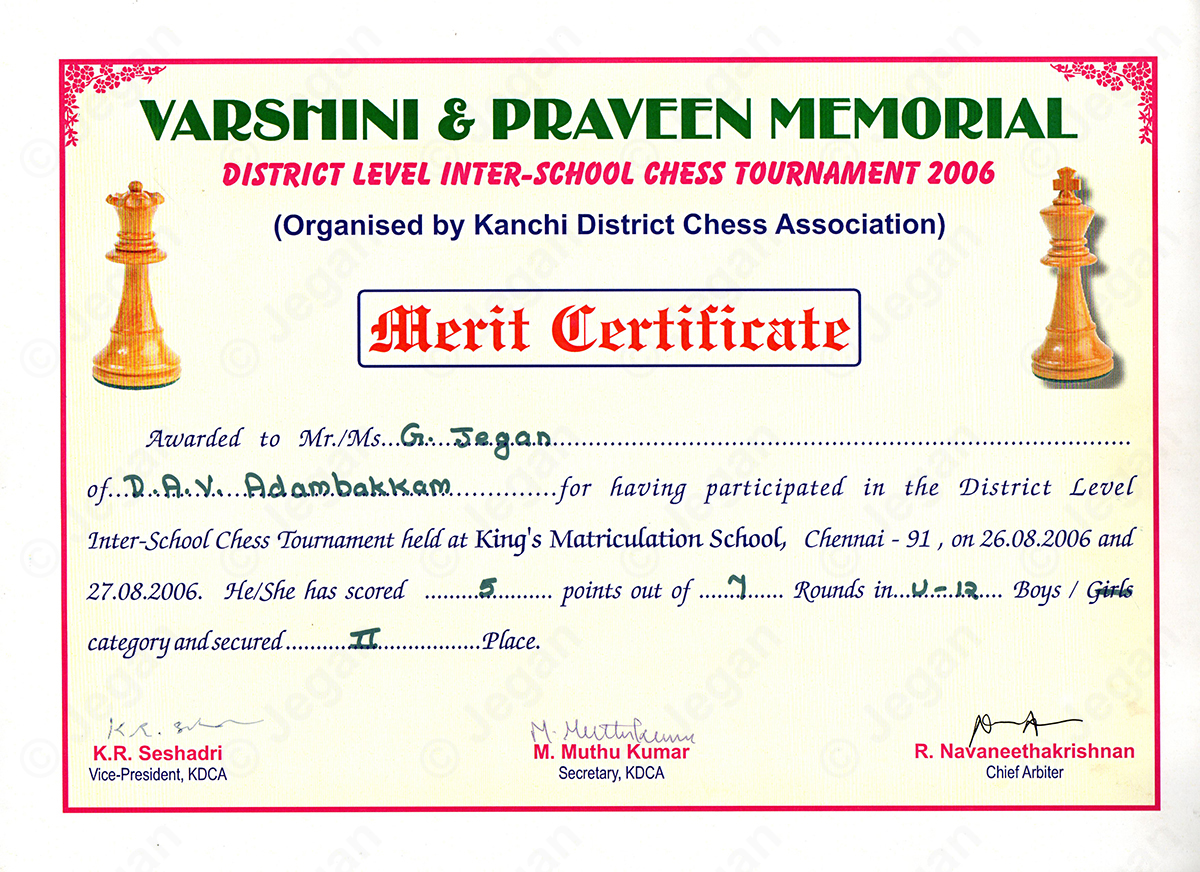 VARSHINI & PRAVEEN MEMORIAL
DISTRICT LEVEL INTER-SCHOOL CHESS TOURNAMENT 2006
(Organised by Kanchi District Chess Association)
Merit Certificate
Awarded to Mr./Ms...G. Jegan
of...D.A.V. Adambakkam...for having participated in the District Level
Inter-School Chess Tournament held at King's Matriculation School, Chennai - 91 , on 26.08.2006 and
27.08.2006. He/She has scored ...5... points out of ...7... Rounds in...U-12... Boys / Girls
category and secured...II...Place.
K.R. Seshadri
Vice-President, KDCA
M. Muthukumar
M. Muthu Kumar
Secretary, KDCA
R. Navaneethakrishnan
Chief Arbiter
© Jegan